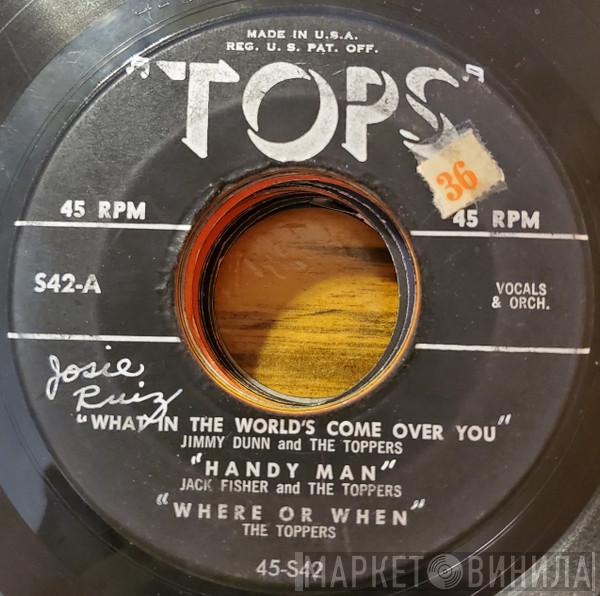 MADE IN U.S.A.
REG. U. S. PAT. OFF.
"TOPS"
36
45 RPM
45 RPM
S42-A
VOCALS
& ORCH.
Josie
Ruiz
"WHAT IN THE WORLD'S COME OVER YOU"
JIMMY DUNN and THE TOPPERS
"HANDY MAN"
JACK FISHER and THE TOPPERS
"WHERE OR WHEN"
THE TOPPERS
45-S42
МАРКЕТ ВИНИЛА